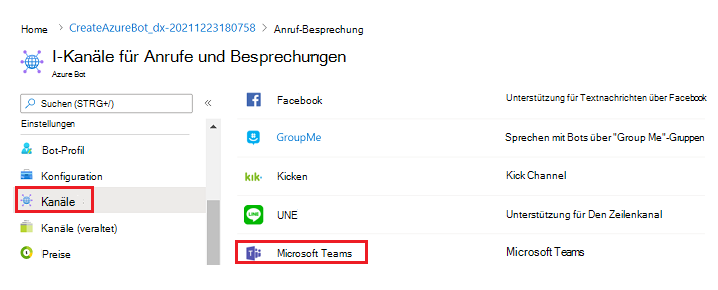 Home > CreateAzureBot_dx-20211223180758 > Anruf-Besprechung
I-Kanäle für Anrufe und Besprechungen
Azure Bot
Suchen (STRG+/)
«
Einstellungen
Bot-Profil
Konfiguration
Kanäle
Kanäle (veraltet)
Preise
Facebook
Unterstützung für Textnachrichten über Facebook
GroupMe
Sprechen mit Bots über "Group Me"-Gruppen
kik.
Kicken
Kick Channel
LINE
UNE
Unterstützung für Den Zeilenkanal
Microsoft Teams
Microsoft Teams